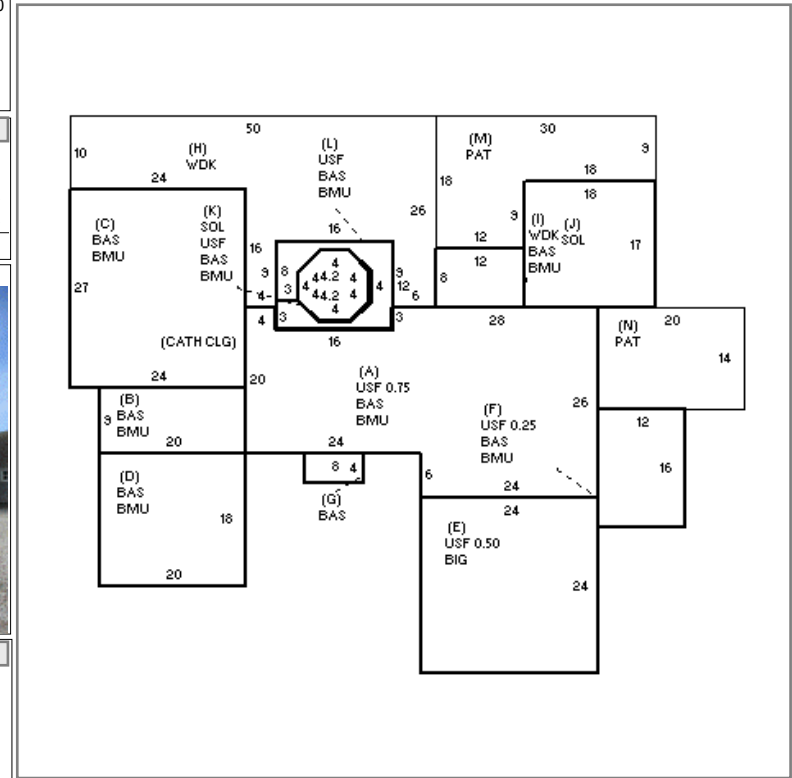 50
30
(L)
USF
BAS
BMU
(M)
PAT
(H)
WDK
10
9
24
18
18
18
(C)
BAS
BMU
(K)
SOL
USF
BAS
BMU
26
9
(I)
WDK
BAS
BMU
(J)
SOL
16
16
12
17
9
8
9
12
8
12
6
27
4
3
4
4
4.2
4
4
4
4
4.2
4
4
4
3
3
28
(N)
PAT
20
(CATH CLG)
16
14
24
20
(A)
USF 0.75
BAS
BMU
26
(B)
BAS
BMU
9
20
(F)
USF 0.25
BAS
BMU
12
24
16
(D)
BAS
BMU
8
4
6
24
(G)
BAS
24
18
(E)
USF 0.50
BIG
20
24